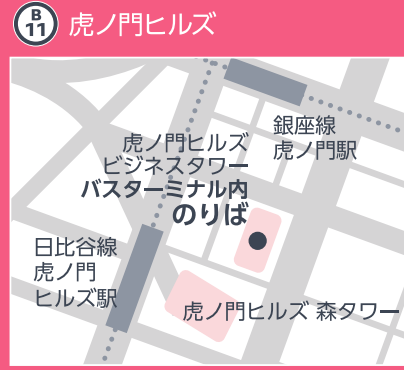 B
11
虎ノ門ヒルズ
銀座線
虎ノ門駅
虎ノ門ヒルズ
ビジネスタワー
バスターミナル内
のりば
日比谷線
虎ノ門
ヒルズ駅
虎ノ門ヒルズ 森タワー